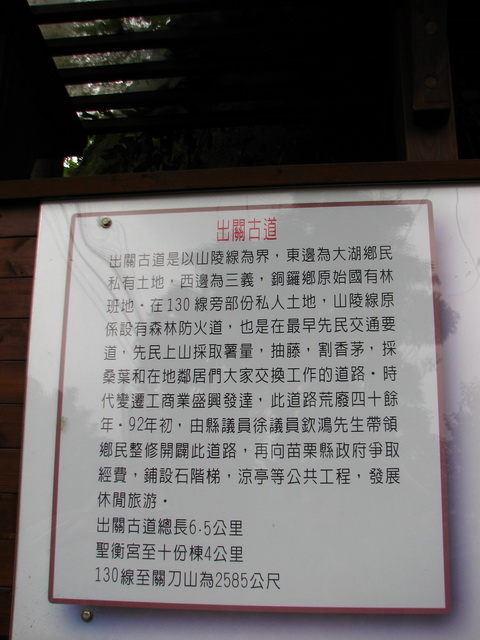 出關古道
出關古道是以山陵線為界，東邊為大湖鄉民
私有土地，西邊為三義，銅鑼鄉原始國有林
班地。在130線旁部份私人土地，山陵線原
係設有森林防火道，也是在最早先民交通要
道，先民上山採取薯量，抽藤，割香茅，採
桑葉和在地鄰居們大家交換工作的道路。時
代變遷工商業盛興發達，此道路荒廢四十餘
年。92年初，由縣議員徐議員欽鴻先生帶領
鄉民整修開闢此道路，再向苗栗縣政府爭取
經費，鋪設石階梯，涼亭等公共工程，發展
休閒旅游。
出關古道總長6.5公里
聖衡宮至十份棟4公里
130線至關刀山為2585公尺